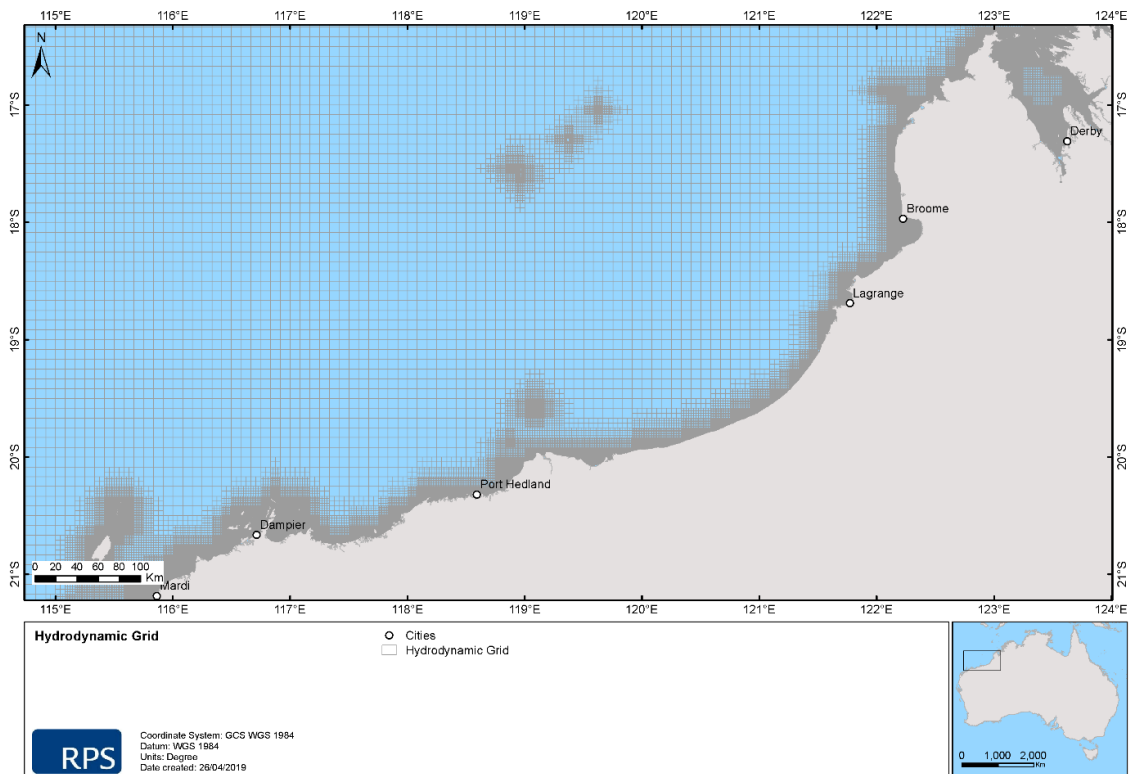 115°E 116°E 117°E 118°E 119°E 120°E 121°E 122°E 123°E 124°E
N
17°S 17°S
Derby
Broome
18°S 18°S
Lagrange
19°S 19°S
20°S 20°S
Port Hedland
Dampier
0 20 40 60 80 100
Km
21°S 21°S
Mardi
115°E 116°E 117°E 118°E 119°E 120°E 121°E 122°E 123°E 124°E
Hydrodynamic Grid
Cities
Hydrodynamic Grid
RPS
Coordinate System: GCS WGS 1984
Datum: WGS 1984
Units: Degree
Date created: 26/04/2019
0 1,000 2,000
Km